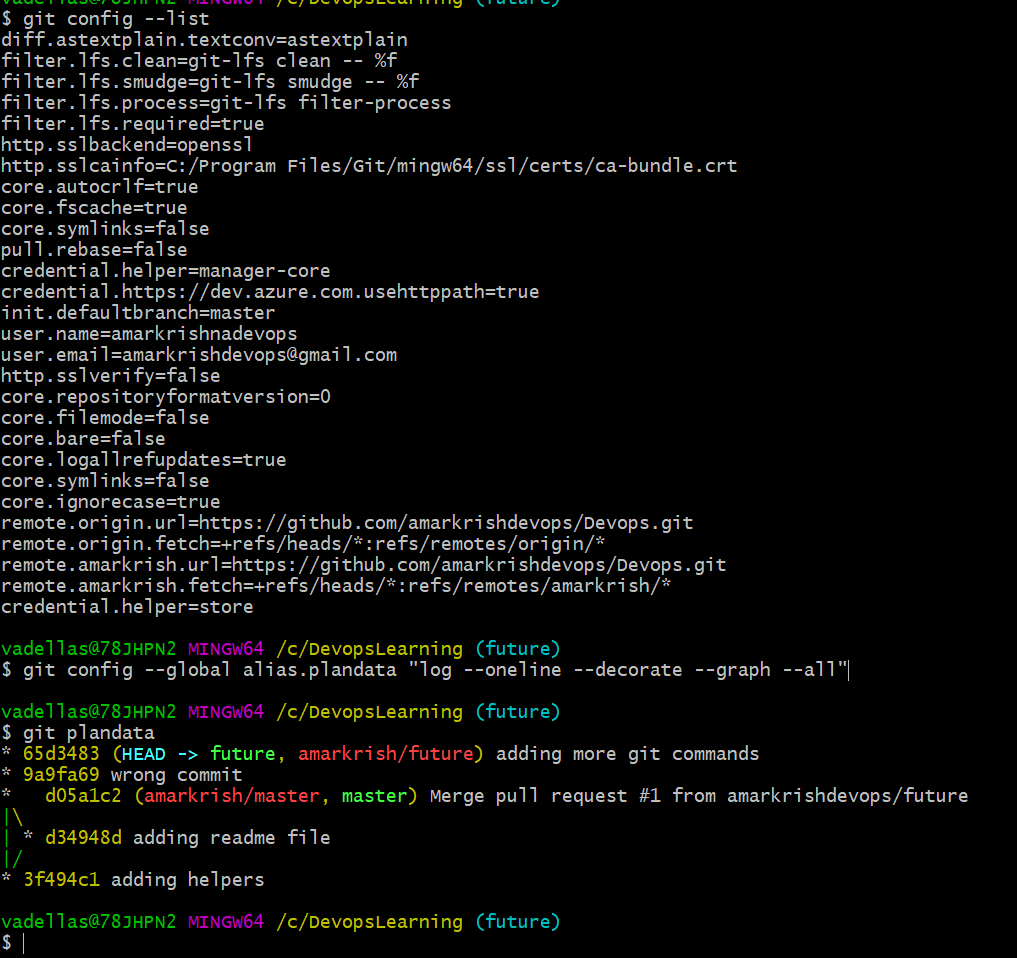 vadellas@78JHPN2 MINGW64 /c/DevopsLearning (future)
$ git config --list
diff.astextplain.textconv=astextplain
filter.lfs.clean=git-lfs clean -- %f
filter.lfs.smudge=git-lfs smudge -- %f
filter.lfs.process=git-lfs filter-process
filter.lfs.required=true
http.sslbackend=openssl
http.sslcainfo=C:/Program Files/Git/mingw64/ssl/certs/ca-bundle.crt
core.autocrlf=true
core.fscache=true
core.symlinks=false
pull.rebase=false
credential.helper=manager-core
credential.https://dev.azure.com.usehttppath=true
init.defaultbranch=master
user.name=amarkrishnadevops
user.email=amarkrishdevops@gmail.com
http.sslverify=false
core.repositoryformatversion=0
core.filemode=false
core.bare=false
core.logallrefupdates=true
core.symlinks=false
core.ignorecase=true
remote.origin.url=https://github.com/amarkrishdevops/Devops.git
remote.origin.fetch=+refs/heads/*:refs/remotes/origin/*
remote.amarkrish.url=https://github.com/amarkrishdevops/Devops.git
remote.amarkrish.fetch=+refs/heads/*:refs/remotes/amarkrish/*
credential.helper=store
vadellas@78JHPN2 MINGW64 /c/DevopsLearning (future)
$ git config --global alias.plandata "log --oneline --decorate --graph --all"
vadellas@78JHPN2 MINGW64 /c/DevopsLearning (future)
$ git plandata
* 65d3483 (HEAD -> future, amarkrish/future) adding more git commands
* 9a9fa69 wrong commit
*   d05a1c2 (amarkrish/master, master) Merge pull request #1 from amarkrishdevops/future
|\
| * d34948d adding readme file
|/
* 3f494c1 adding helpers
vadellas@78JHPN2 MINGW64 /c/DevopsLearning (future)
$